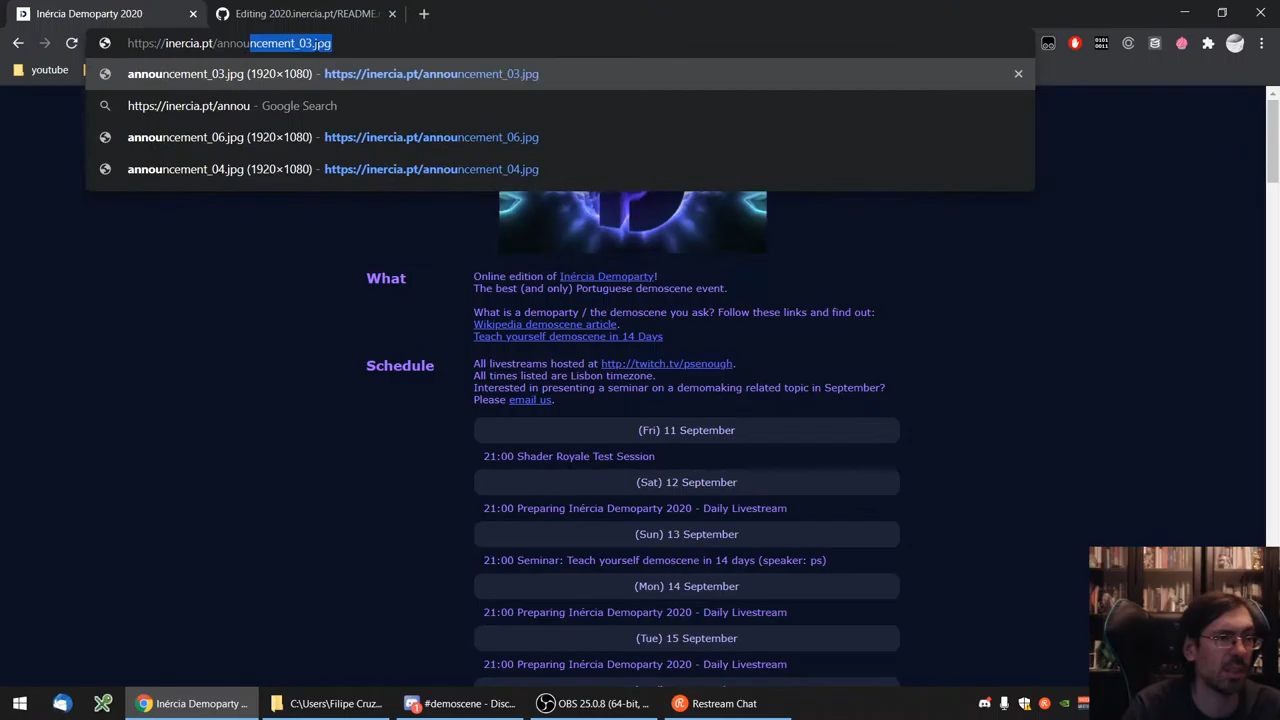 Inércia Demoparty 2020
Editing 2020.inercia.pt/README.
https://inercia.pt/announcement_03.jpg
youtube
announcement_03.jpg (1920×1080) - https://inercia.pt/announcement_03.jpg
https://inercia.pt/annou - Google Search
announcement_06.jpg (1920×1080) - https://inercia.pt/announcement_06.jpg
announcement_04.jpg (1920×1080) - https://inercia.pt/announcement_04.jpg
What
Online edition of Inércia Demoparty!
The best (and only) Portuguese demoscene event.
What is a demoparty / the demoscene you ask? Follow these links and find out:
Wikipedia demoscene article.
Teach yourself demoscene in 14 Days
Schedule
All livestreams hosted at http://twitch.tv/psenough.
All times listed are Lisbon timezone.
Interested in presenting a seminar on a demomaking related topic in September?
Please email us.
(Fri) 11 September
21:00 Shader Royale Test Session
(Sat) 12 September
21:00 Preparing Inércia Demoparty 2020 - Daily Livestream
(Sun) 13 September
21:00 Seminar: Teach yourself demoscene in 14 days (speaker: ps)
(Mon) 14 September
21:00 Preparing Inércia Demoparty 2020 - Daily Livestream
(Tue) 15 September
21:00 Preparing Inércia Demoparty 2020 - Daily Livestream
Inércia Demoparty ...
C:\Users\Filipe Cruz...
#demoscene - Disc...
OBS 25.0.8 (64-bit, ...
Restream Chat